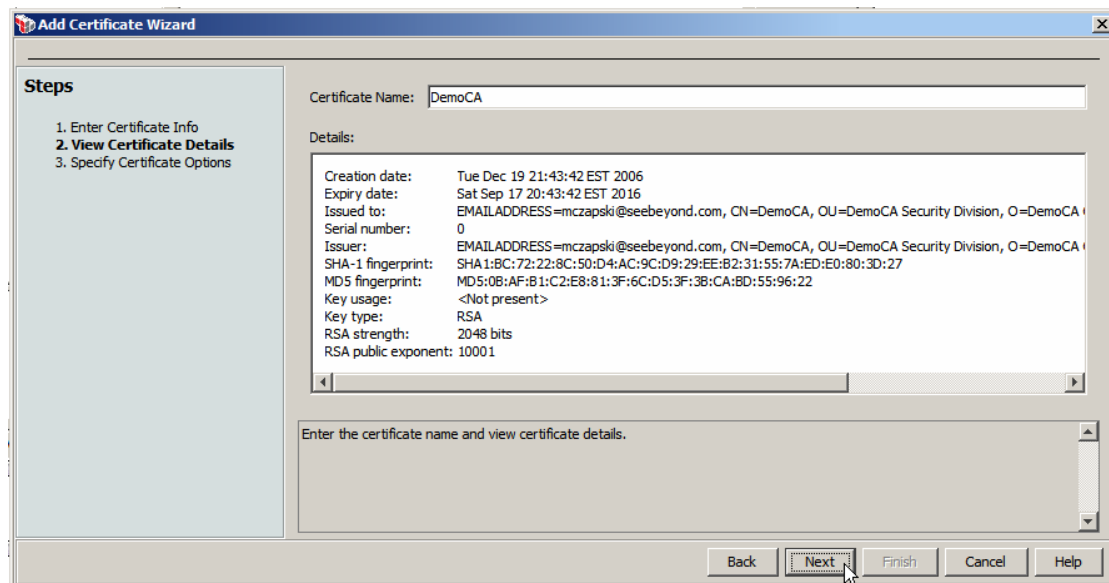 Add Certificate Wizard
Steps
1. Enter Certificate Info
2. View Certificate Details
3. Specify Certificate Options
Certificate Name: DemoCA
Details:
Creation date: Tue Dec 19 21:43:42 EST 2006
Expiry date: Sat Sep 17 20:43:42 EST 2016
Issued to: EMAILADDRESS=mczapski@seebeyond.com, CN=DemoCA, OU=DemoCA Security Division, O=DemoCA
Serial number: 0
Issuer: EMAILADDRESS=mczapski@seebeyond.com, CN=DemoCA, OU=DemoCA Security Division, O=DemoCA
SHA-1 fingerprint: SHA1:BC:72:22:8C:50:D4:AC:9C:D9:29:EE:B2:31:55:7A:ED:E0:80:3D:27
MD5 fingerprint: MD5:0B:AF:B1:C2:E8:81:3F:6C:D5:3F:3B:CA:BD:55:96:22
Key usage: <Not present>
Key type: RSA
RSA strength: 2048 bits
RSA public exponent: 10001
Enter the certificate name and view certificate details.
Back Next Finish Cancel Help